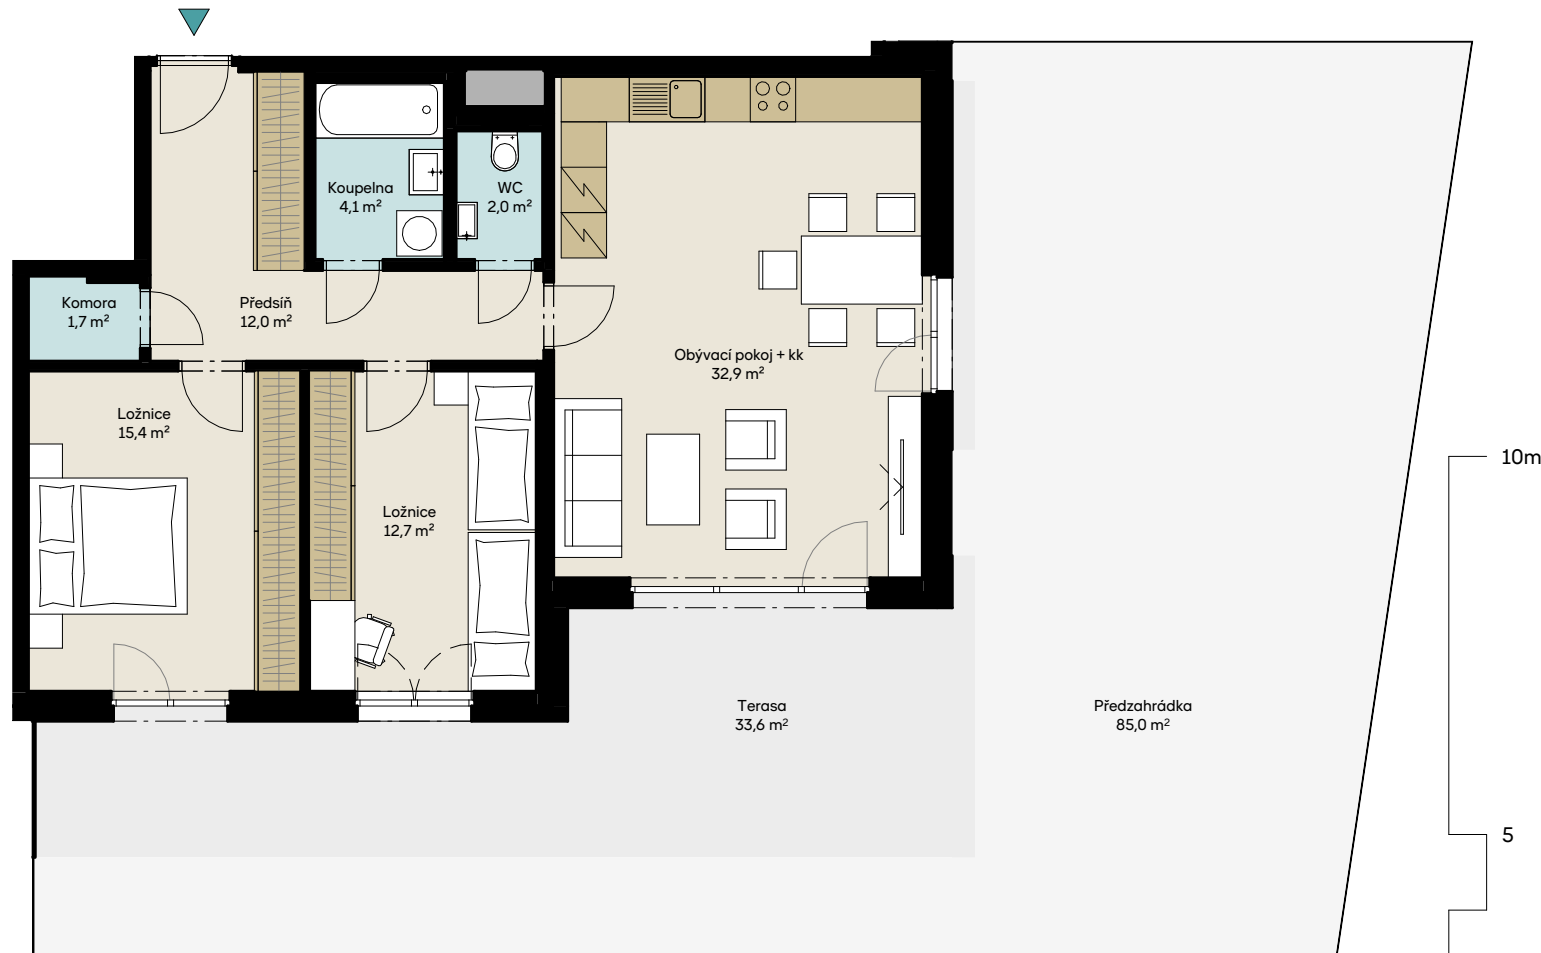 Koupelna
4,1 m²
WC
2,0 m²
Komora
1,7 m²
Předsíň
12,0 m²
Obývací pokoj + kk
32,9 m²
Ložnice
15,4 m²
Ložnice
12,7 m²
Terasa
33,6 m²
Předzahrádka
85,0 m²
10m
5